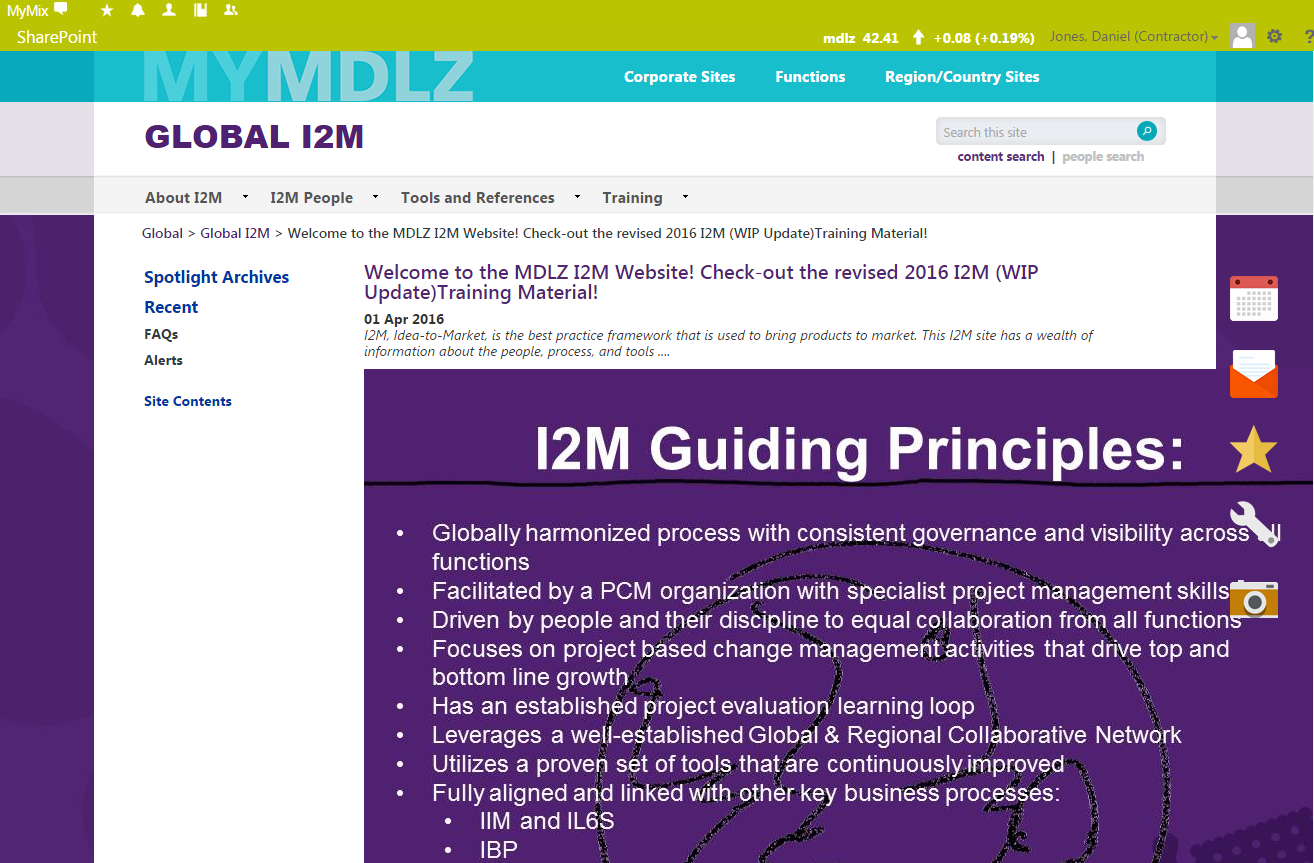 MyMix
SharePoint
mdlz 42.41 +0.08 (+0.19%) Jones, Daniel (Contractor) ?
MYMDLZ
Corporate Sites Functions Region/Country Sites
GLOBAL I2M
Search this site
content search | people search
About I2M I2M People Tools and References Training
Global > Global I2M > Welcome to the MDLZ I2M Website! Check-out the revised 2016 I2M (WIP Update)Training Material!
Spotlight Archives
Recent
FAQs
Alerts
Site Contents
Welcome to the MDLZ I2M Website! Check-out the revised 2016 I2M (WIP
Update)Training Material!
01 Apr 2016
I2M, Idea-to-Market, is the best practice framework that is used to bring products to market. This I2M site has a wealth of
information about the people, process, and tools ....
I2M Guiding Principles:
• Globally harmonized process with consistent governance and visibility across all
functions
• Facilitated by a PCM organization with specialist project management skills
• Driven by people and their discipline to equal collaboration from all functions
• Focuses on project based change management activities that drive top and
bottom line growth
• Has an established project evaluation learning loop
• Leverages a well-established Global & Regional Collaborative Network
• Utilizes a proven set of tools that are continuously improved
• Fully aligned and linked with other key business processes:
• IIM and IL6S
• IBP